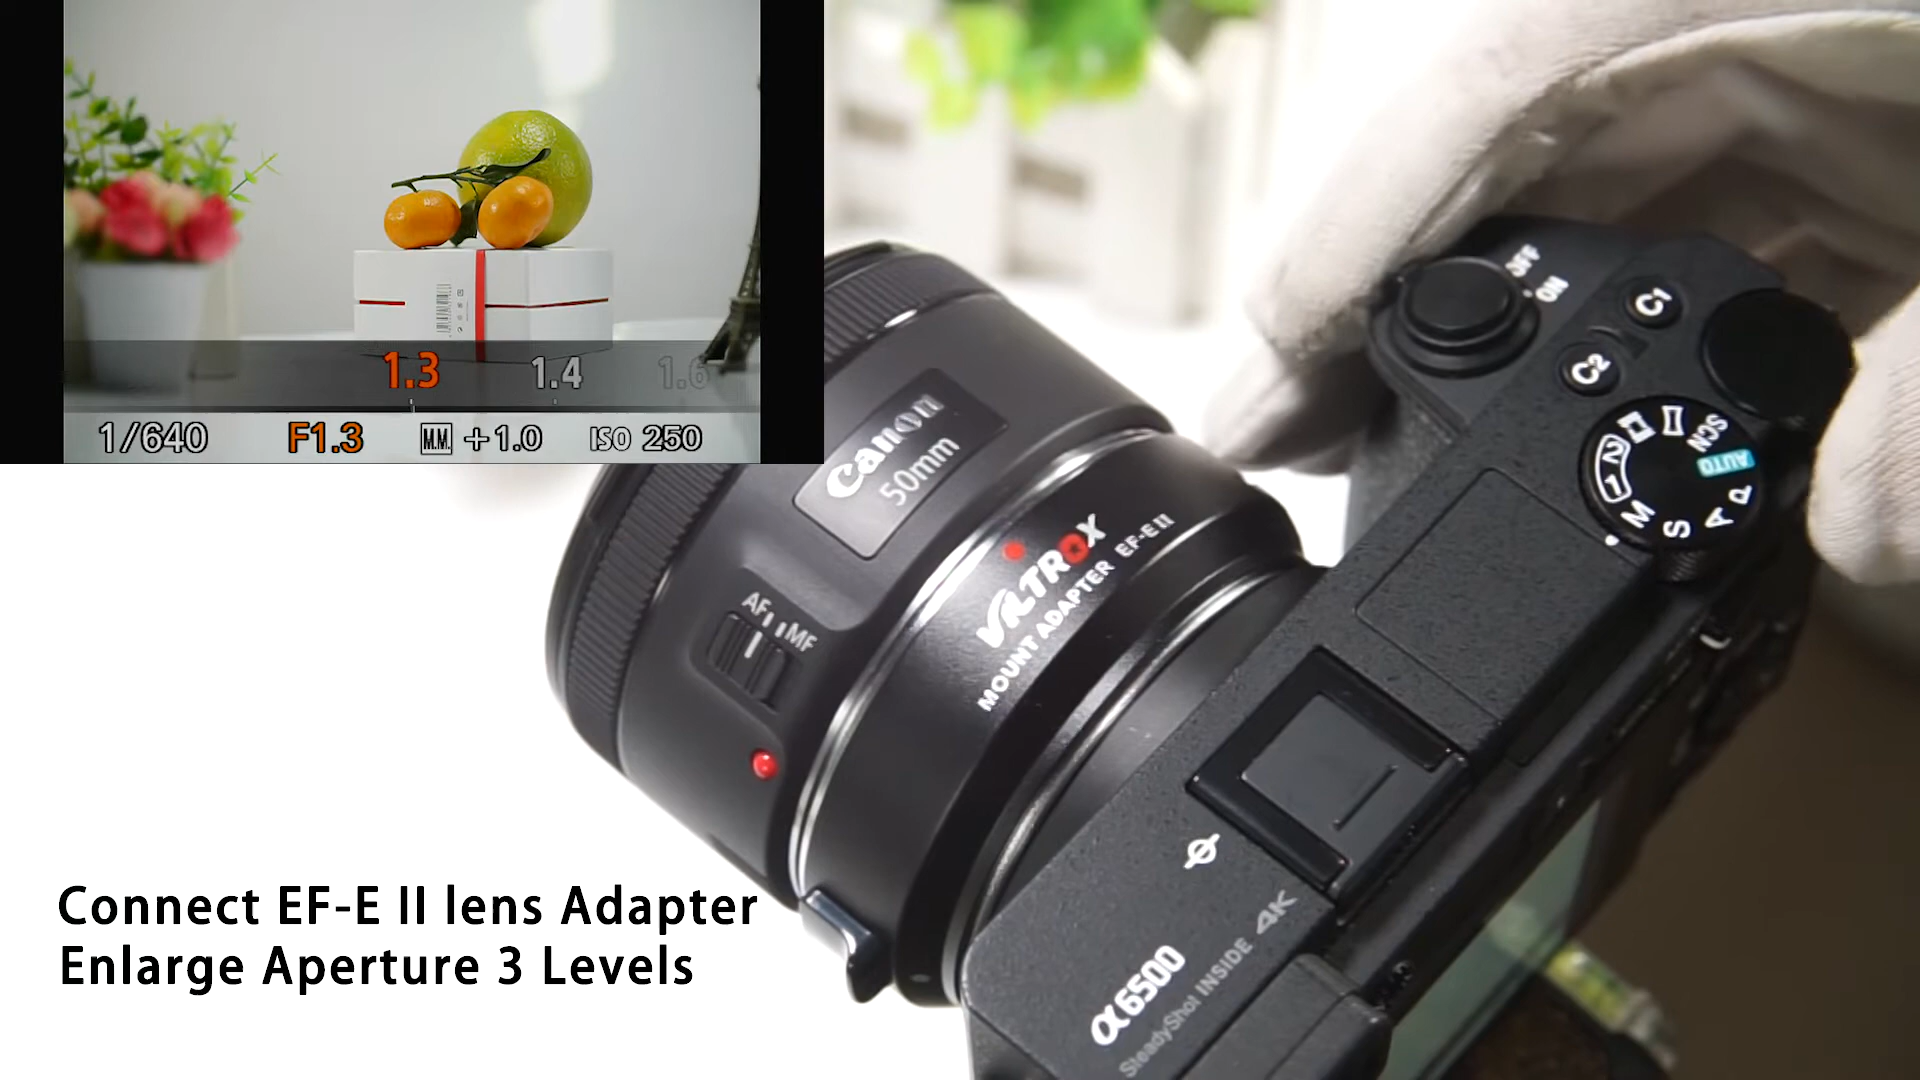 1.3 1.4 1.6
1/640 F1.3 M.M. +1.0 ISO 250
Canon
50mm
AF MF
VILTROX
MOUNT ADAPTER EF-E II
OFF
ON
C1
C2
SCN
AUTO
P
A
S
M
1
2
α6500
SteadyShot INSIDE 4K
Connect EF-E II lens Adapter
Enlarge Aperture 3 Levels